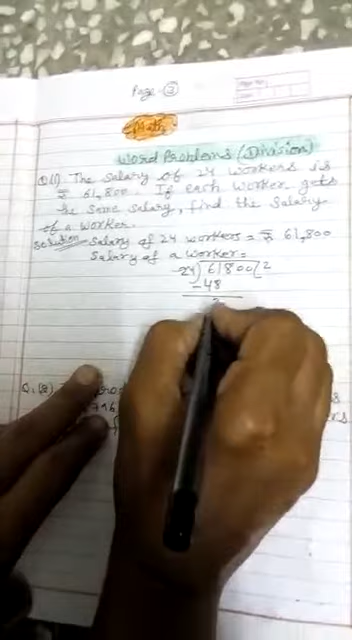 Page - ②
Math
Word Problems (Division)
Q(1) The salary of 24 workers is
₹ 61,800. If each worker gets
the same salary, find the salary
of a worker.
Solution Salary of 24 workers = ₹ 61,800
Salary of a worker =
24) 61800 (2
-48
Q.(2)